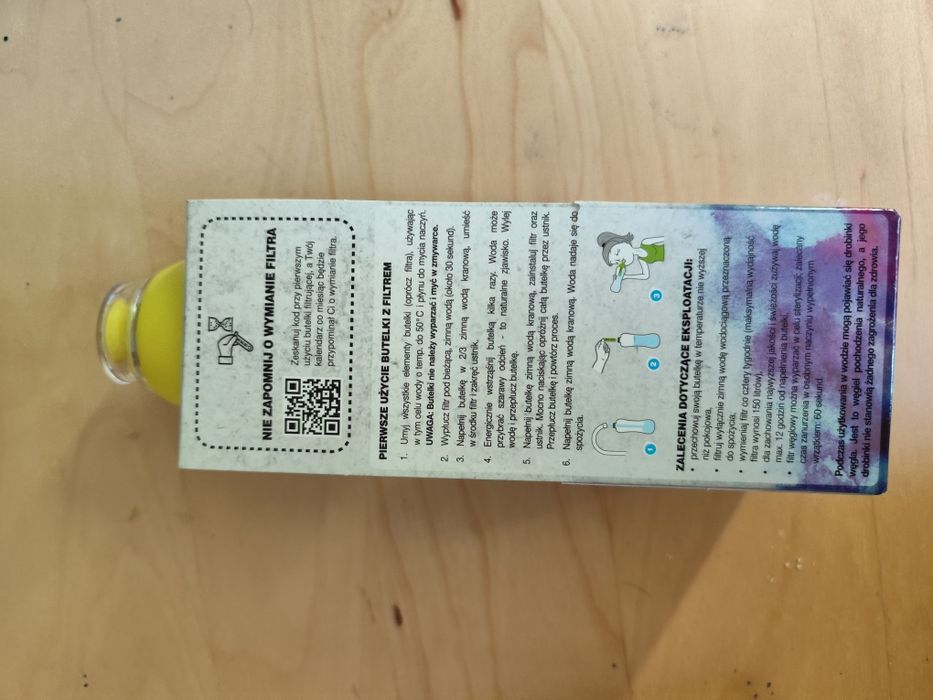 NIE ZAPOMNIJ O WYMIANIE FILTRA
Zeskanuj kod przy pierwszym
użyciu butelki filtrującej, a Twój
kalendarz co miesiąc będzie
przypominał Ci o wymianie filtra.
PIERWSZE UŻYCIE BUTELKI Z FILTREM
1. Umyj wszystkie elementy butelki (oprócz filtra), używając
w tym celu wody o temp. do 50°C i płynu do mycia naczyń.
UWAGA: Butelki nie należy wyparzać i myć w zmywarce.
2. Wypłucz filtr pod bieżącą, zimną wodą (około 30 sekund).
3. Napełnij butelkę w 2/3 zimną wodą kranową, umieść
w środku filtr i zakręć ustnik.
4. Energicznie wstrząśnij butelką kilka razy. Woda może
przybrać szarawy odcień – to naturalne zjawisko. Wylej
wodę i przepłucz butelkę.
5. Napełnij butelkę zimną wodą kranową, zainstaluj filtr oraz
ustnik. Mocno naciskając opróżnij całą butelkę przez ustnik.
Przepłucz butelkę i powtórz proces.
6. Napełnij butelkę zimną wodą kranową. Woda nadaje się do
spożycia.
1
2
3
ZALECENIA DOTYCZĄCE EKSPLOATACJI:
• przechowuj swoją butelkę w temperaturze nie wyższej
niż pokojowa,
• filtruj wyłącznie zimną wodę wodociągową przeznaczoną
do spożycia,
• wymieniaj filtr co cztery tygodnie (maksymalna wydajność
filtra wynosi 150 litrów),
• dla zachowania najwyższej jakości i świeżości zużywaj wodę
max. 12 godzin od napełnienia butelki,
• filtr węglowy można wyparzać w celu sterylizacji; zalecany
czas zanurzenia w osobnym naczyniu wypełnionym
wrzątkiem: 60 sekund.
Podczas użytkowania w wodzie mogą pojawiać się drobinki
węgla. Jest to węgiel pochodzenia naturalnego, a jego
drobinki nie stanowią żadnego zagrożenia dla zdrowia.